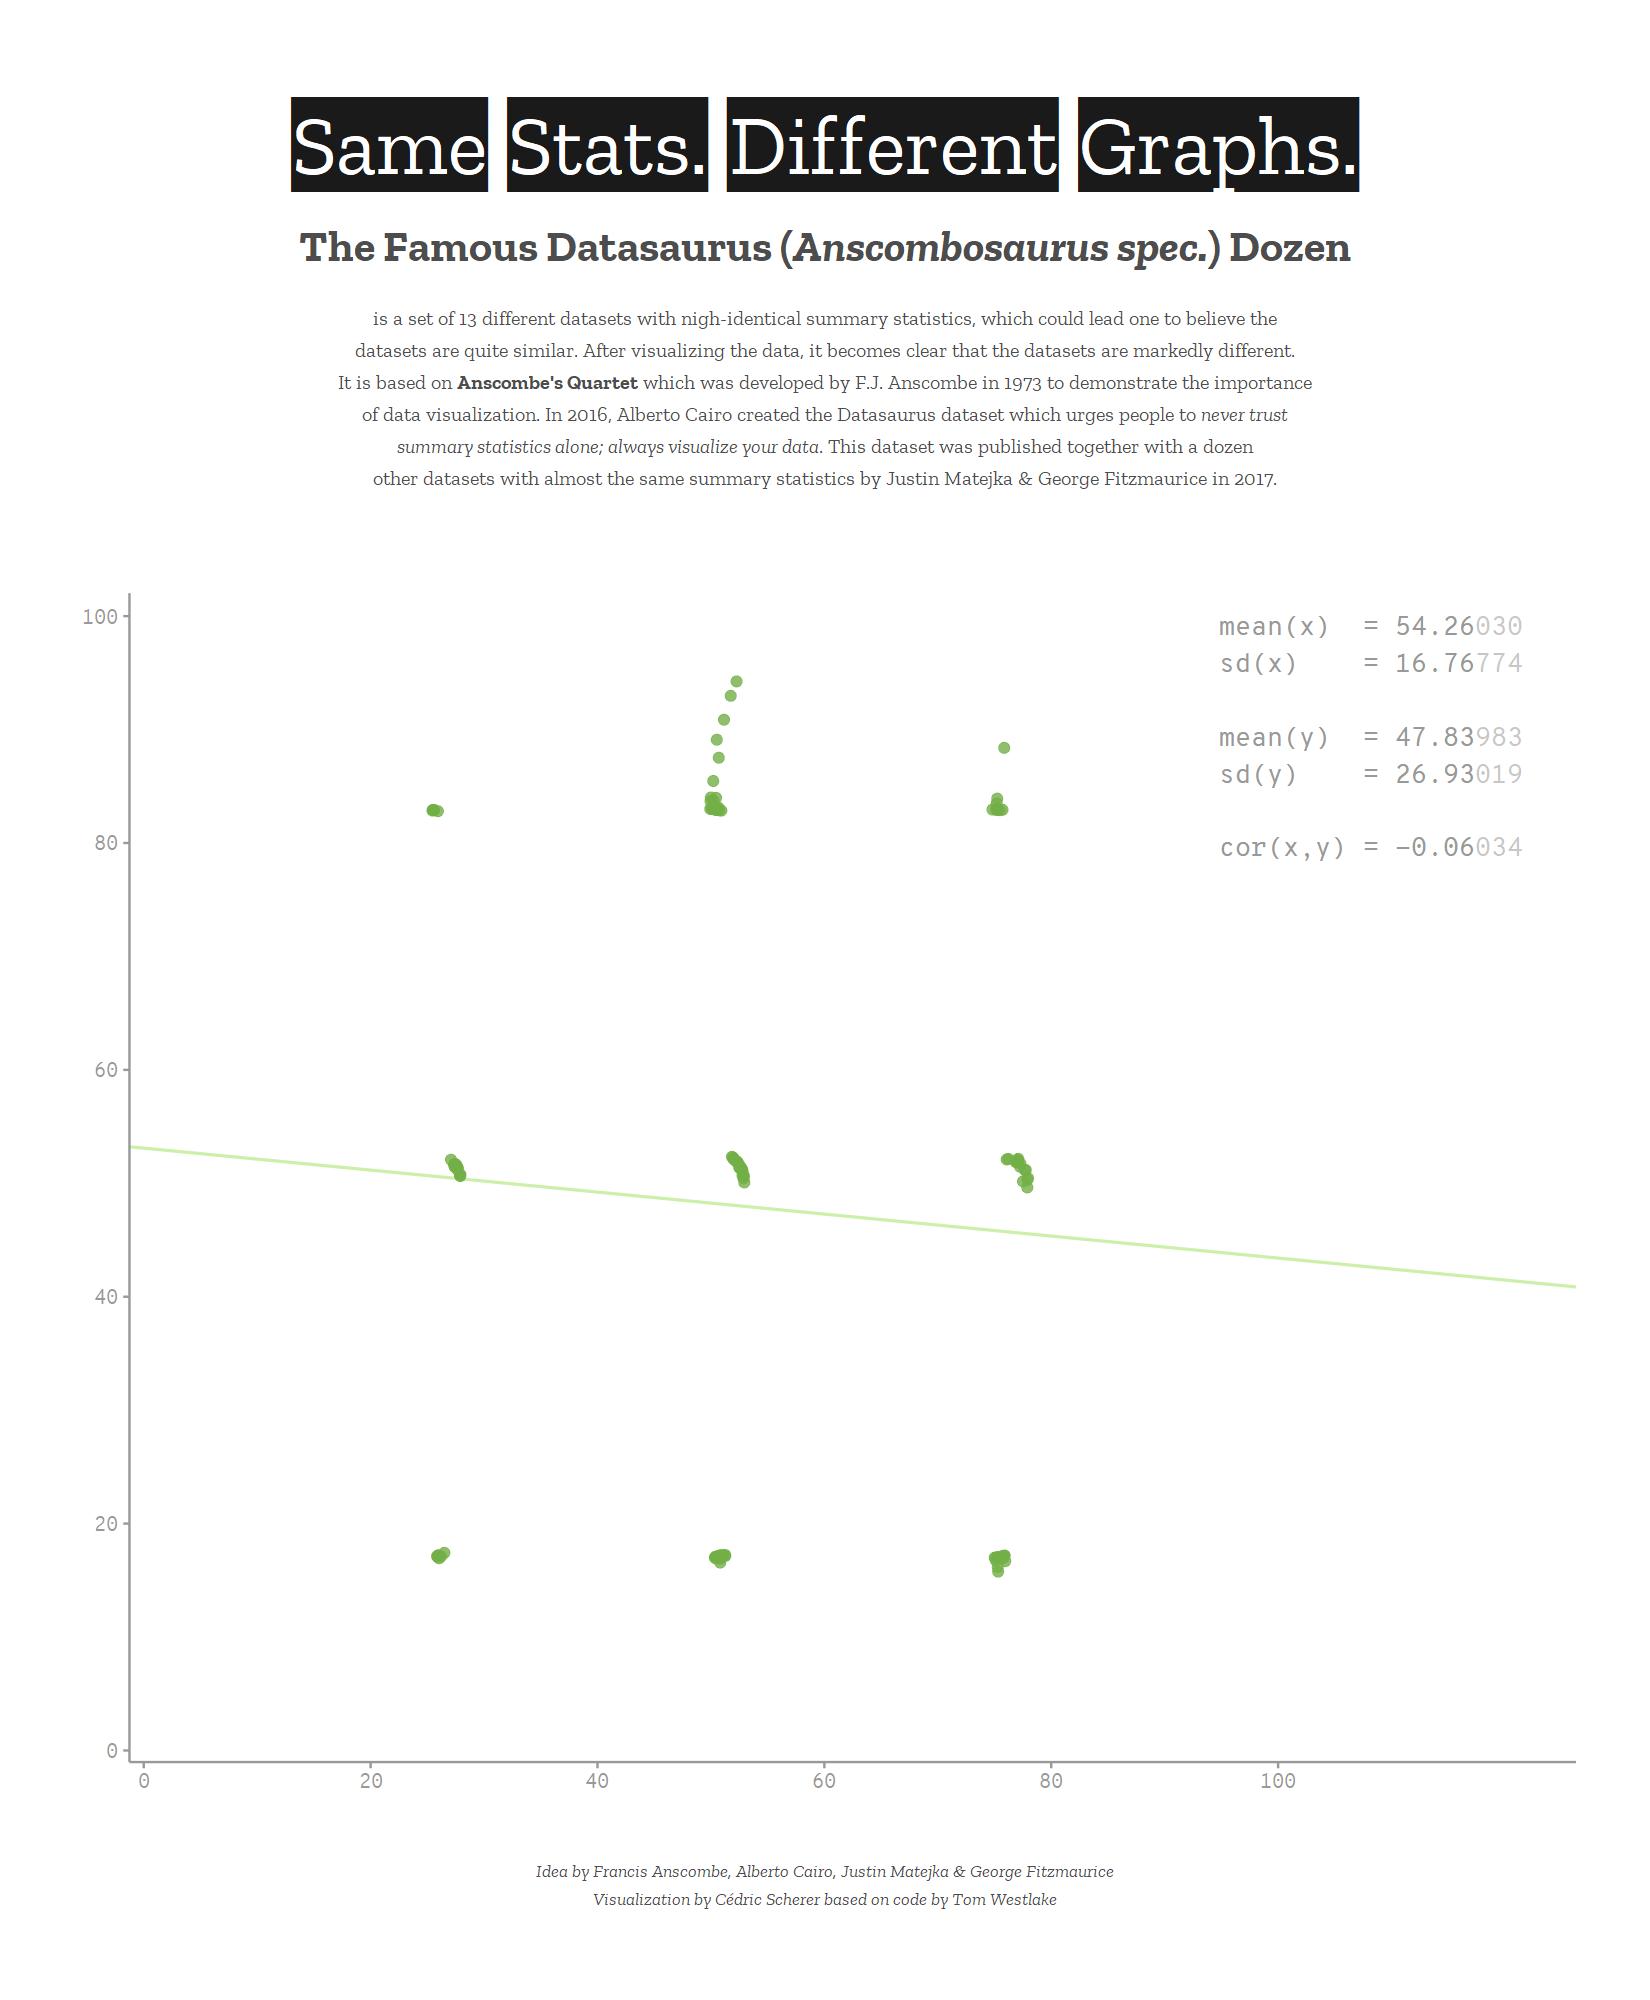 Same Stats. Different Graphs.
The Famous Datasaurus (Anscombosaurus spec.) Dozen
is a set of 13 different datasets with nigh-identical summary statistics, which could lead one to believe the
datasets are quite similar. After visualizing the data, it becomes clear that the datasets are markedly different.
It is based on Anscombe's Quartet which was developed by F.J. Anscombe in 1973 to demonstrate the importance
of data visualization. In 2016, Alberto Cairo created the Datasaurus dataset which urges people to never trust
summary statistics alone; always visualize your data. This dataset was published together with a dozen
other datasets with almost the same summary statistics by Justin Matejka & George Fitzmaurice in 2017.
100
80
60
40
20
0
mean(x) = 54.26030
sd(x) = 16.76774
mean(y) = 47.83983
sd(y) = 26.93019
cor(x,y) = −0.06034
0 20 40 60 80 100
Idea by Francis Anscombe, Alberto Cairo, Justin Matejka & George Fitzmaurice
Visualization by Cédric Scherer based on code by Tom Westlake